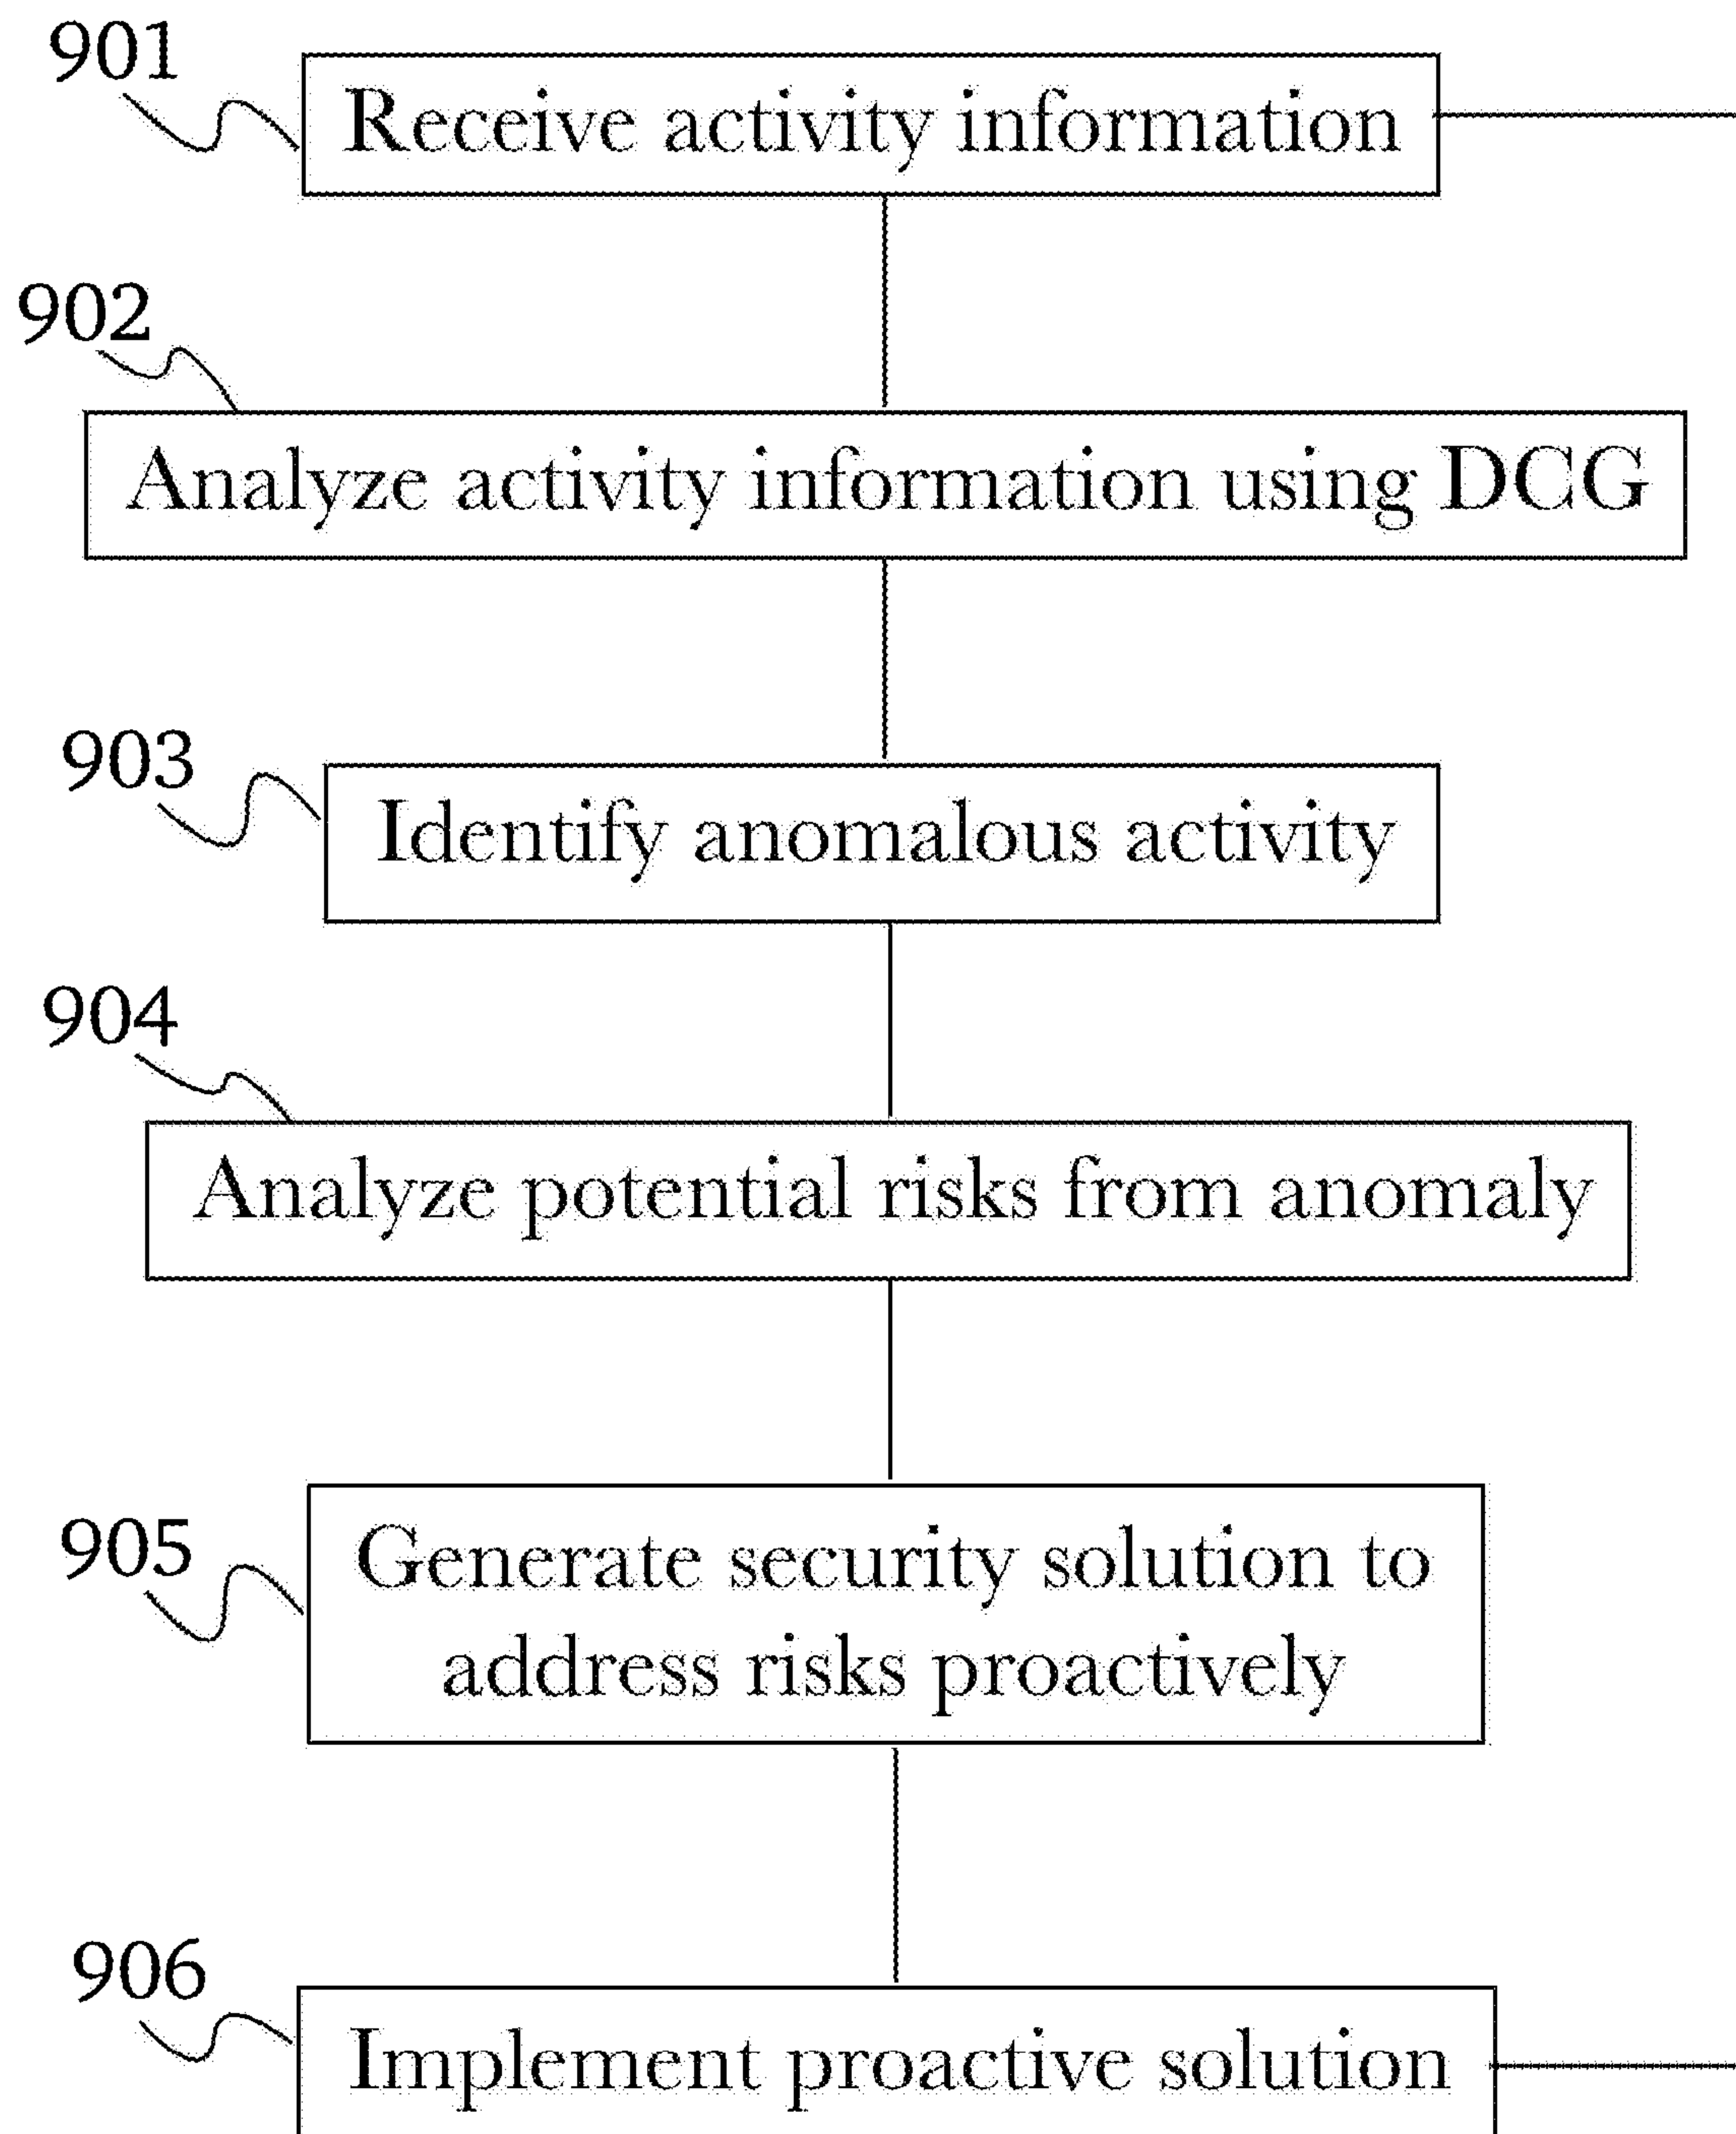 901
Receive activity information
902
Analyze activity information using DCG
903
Identify anomalous activity
904
Analyze potential risks from anomaly
905
Generate security solution to
address risks proactively
906
Implement proactive solution